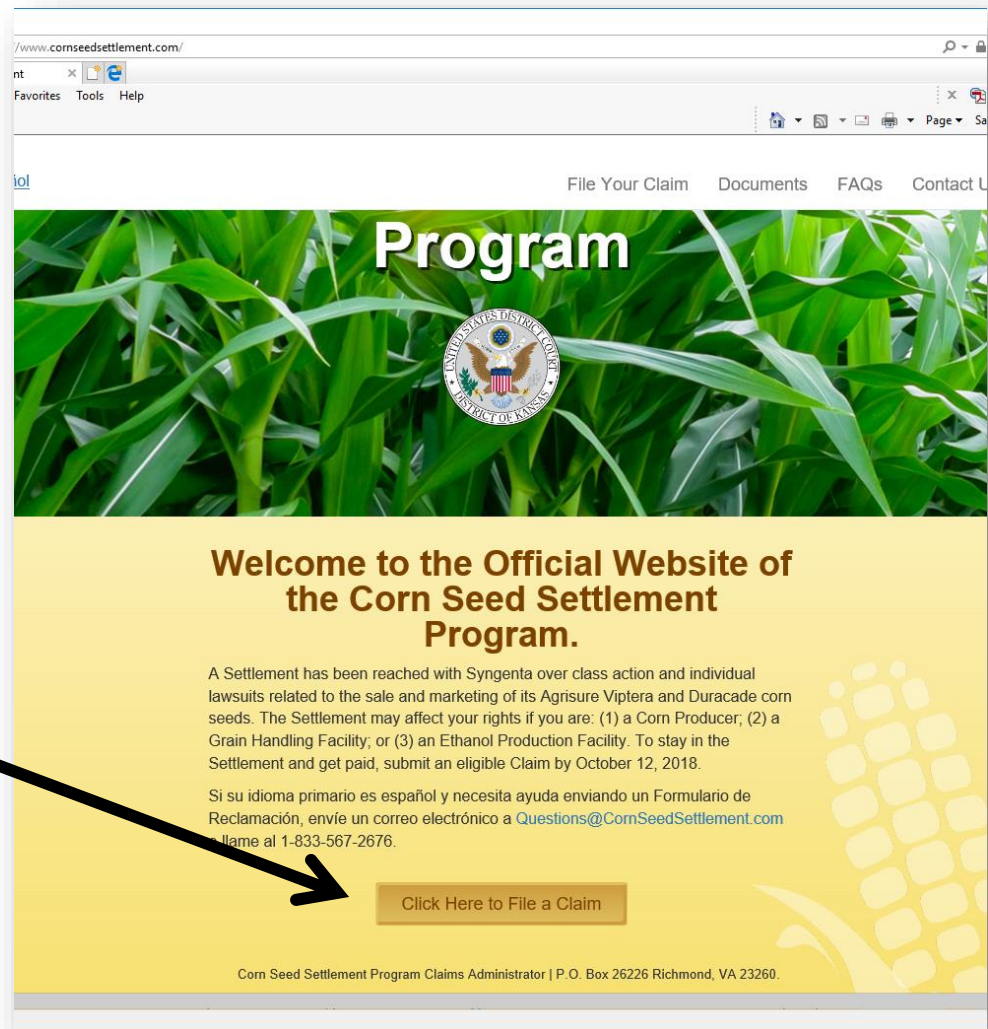 /www.cornseedsettlement.com/
nt
Favorites Tools Help
Page Sa
ñol
File Your Claim Documents FAQs Contact U
Program
UNITED STATES DISTRICT COURT
DISTRICT OF KANSAS
Welcome to the Official Website of
the Corn Seed Settlement
Program.
A Settlement has been reached with Syngenta over class action and individual
lawsuits related to the sale and marketing of its Agrisure Viptera and Duracade corn
seeds. The Settlement may affect your rights if you are: (1) a Corn Producer; (2) a
Grain Handling Facility; or (3) an Ethanol Production Facility. To stay in the
Settlement and get paid, submit an eligible Claim by October 12, 2018.
Si su idioma primario es español y necesita ayuda enviando un Formulario de
Reclamación, envíe un correo electrónico a Questions@CornSeedSettlement.com
llame al 1-833-567-2676.
Click Here to File a Claim
Corn Seed Settlement Program Claims Administrator | P.O. Box 26226 Richmond, VA 23260.